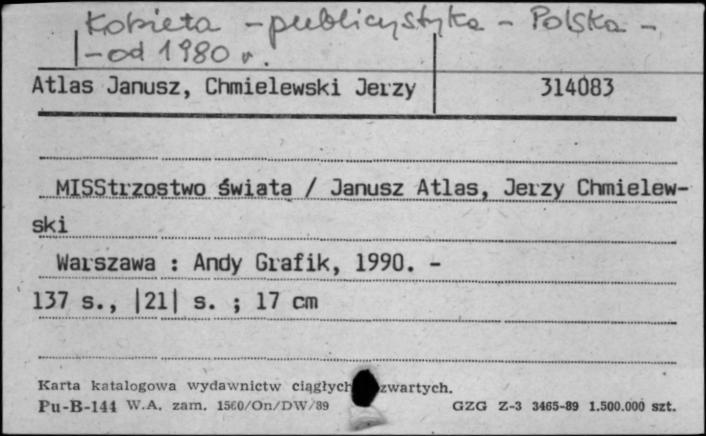 Kobieta - publicystyka - Polska -
- od 1980 r.
Atlas Janusz, Chmielewski Jerzy 314083
MISStrzostwo świata / Janusz Atlas, Jerzy Chmielew-
ski
Warszawa : Andy Grafik, 1990. -
137 s., |21| s. ; 17 cm
Karta katalogowa wydawnictw ciągłych zwartych.
Pu-B-144 W.A. zam. 1560/On/DW/89 GZG Z-3 3465-89 1.500.000 szt.